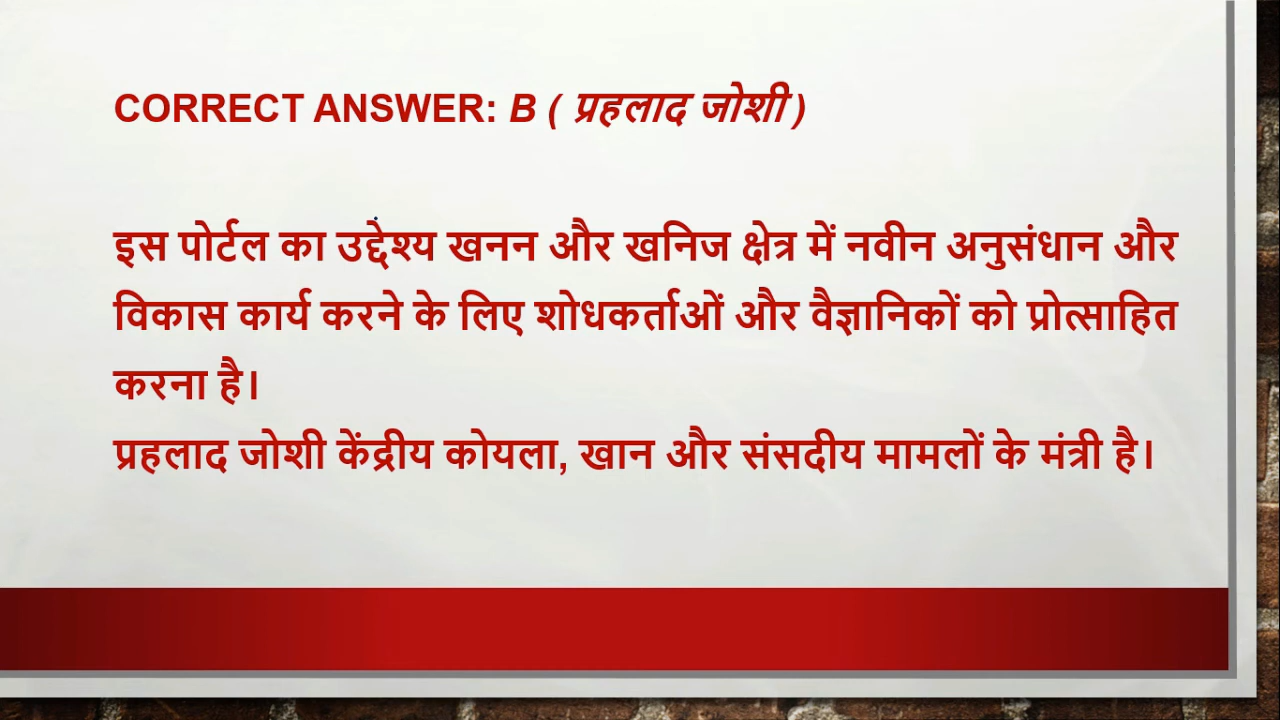 CORRECT ANSWER: B ( प्रहलाद जोशी )
इस पोर्टल का उद्देश्य खनन और खनिज क्षेत्र में नवीन अनुसंधान और
विकास कार्य करने के लिए शोधकर्ताओं और वैज्ञानिकों को प्रोत्साहित
करना है।
प्रहलाद जोशी केंद्रीय कोयला, खान और संसदीय मामलों के मंत्री है।